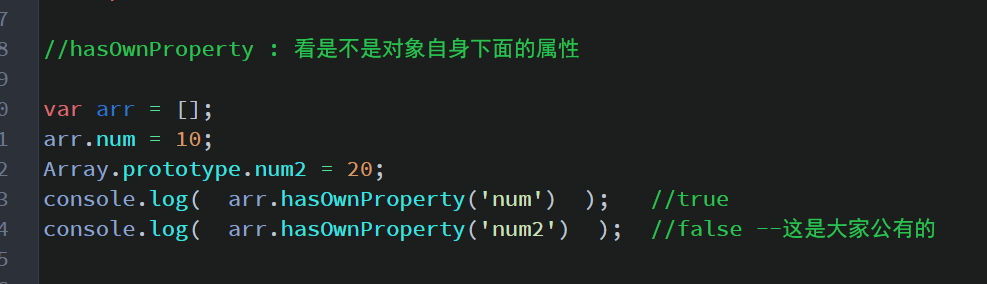 7
8 //hasOwnProperty : 看是不是对象自身下面的属性
9
0 var arr = [];
1 arr.num = 10;
2 Array.prototype.num2 = 20;
3 console.log(  arr.hasOwnProperty('num')  );   //true
4 console.log(  arr.hasOwnProperty('num2')  );  //false --这是大家公有的
5